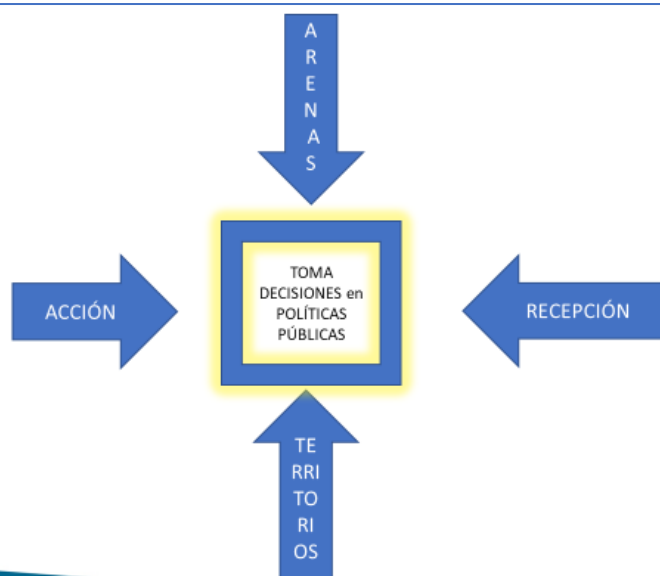 A
R
E
N
A
S
TOMA
DECISIONES en
POLÍTICAS
PÚBLICAS
ACCIÓN
RECEPCIÓN
TE
RRI
TO
RI
OS